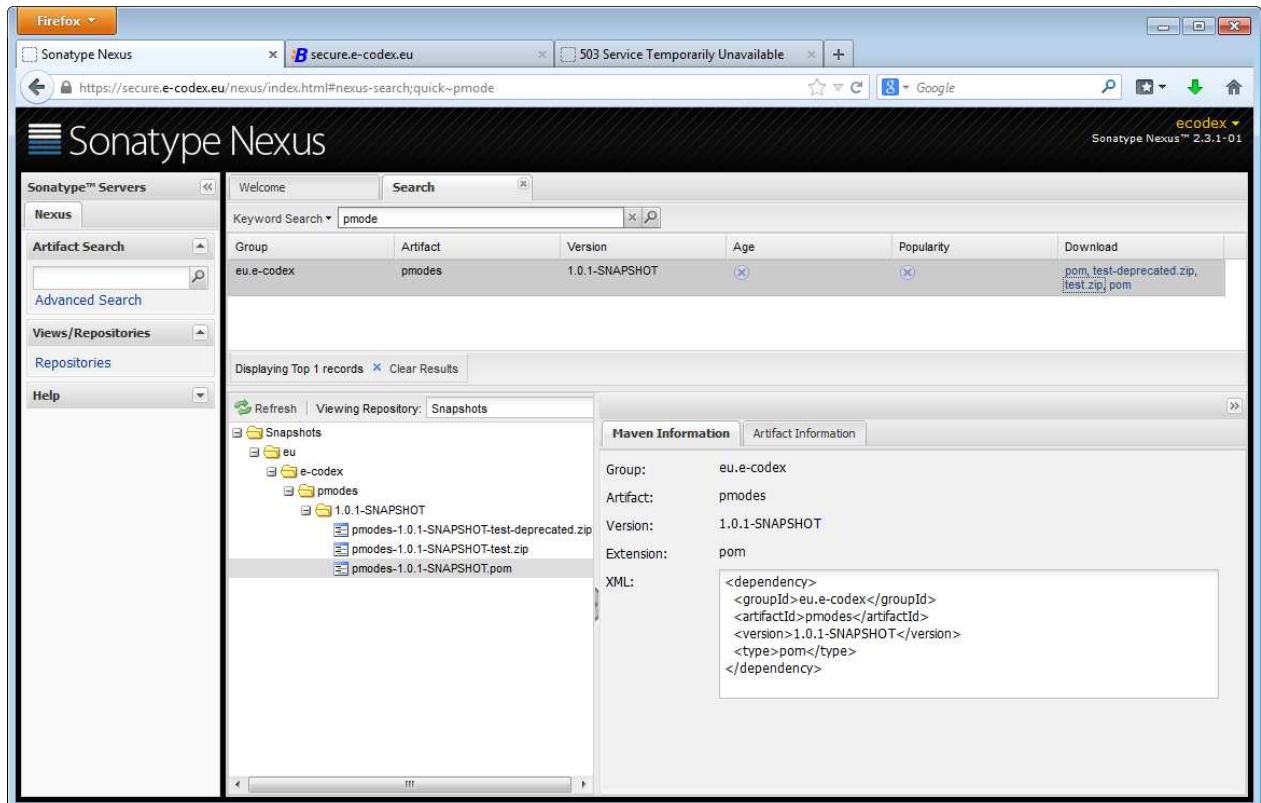 Firefox
Sonatype Nexus
secure.e-codex.eu
503 Service Temporarily Unavailable
https://secure.e-codex.eu/nexus/index.html#nexus-search;quick~pmode
Google
Sonatype Nexus
ecodex
Sonatype Nexus™ 2.3.1-01
Sonatype™ Servers
Nexus
Artifact Search
Advanced Search
Views/Repositories
Repositories
Help
Welcome
Search
Keyword Search
pmode
Group Artifact Version Age Popularity Download
eu.e-codex pmodes 1.0.1-SNAPSHOT pom, test-deprecated.zip,
test.zip, pom
Displaying Top 1 records Clear Results
Refresh Viewing Repository: Snapshots
Snapshots
eu
e-codex
pmodes
1.0.1-SNAPSHOT
pmodes-1.0.1-SNAPSHOT-test-deprecated.zip
pmodes-1.0.1-SNAPSHOT-test.zip
pmodes-1.0.1-SNAPSHOT.pom
Maven Information Artifact Information
Group: eu.e-codex
Artifact: pmodes
Version: 1.0.1-SNAPSHOT
Extension: pom
XML: <dependency>
<groupId>eu.e-codex</groupId>
<artifactId>pmodes</artifactId>
<version>1.0.1-SNAPSHOT</version>
<type>pom</type>
</dependency>